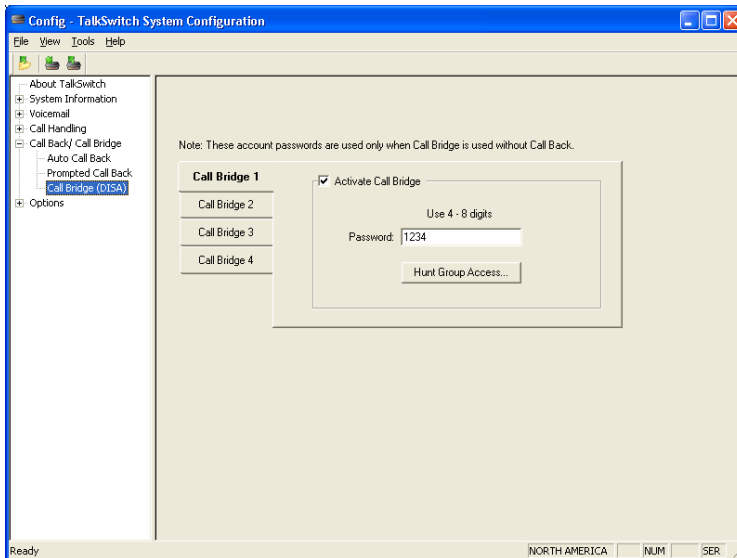 Config - TalkSwitch System Configuration
File View Tools Help
About TalkSwitch
System Information
Voicemail
Call Handling
Call Back/ Call Bridge
Auto Call Back
Prompted Call Back
Call Bridge (DISA)
Options
Note: These account passwords are used only when Call Bridge is used without Call Back.
Call Bridge 1
Call Bridge 2
Call Bridge 3
Call Bridge 4
Activate Call Bridge
Use 4 - 8 digits
Password: 1234
Hunt Group Access...
Ready
NORTH AMERICA NUM SER